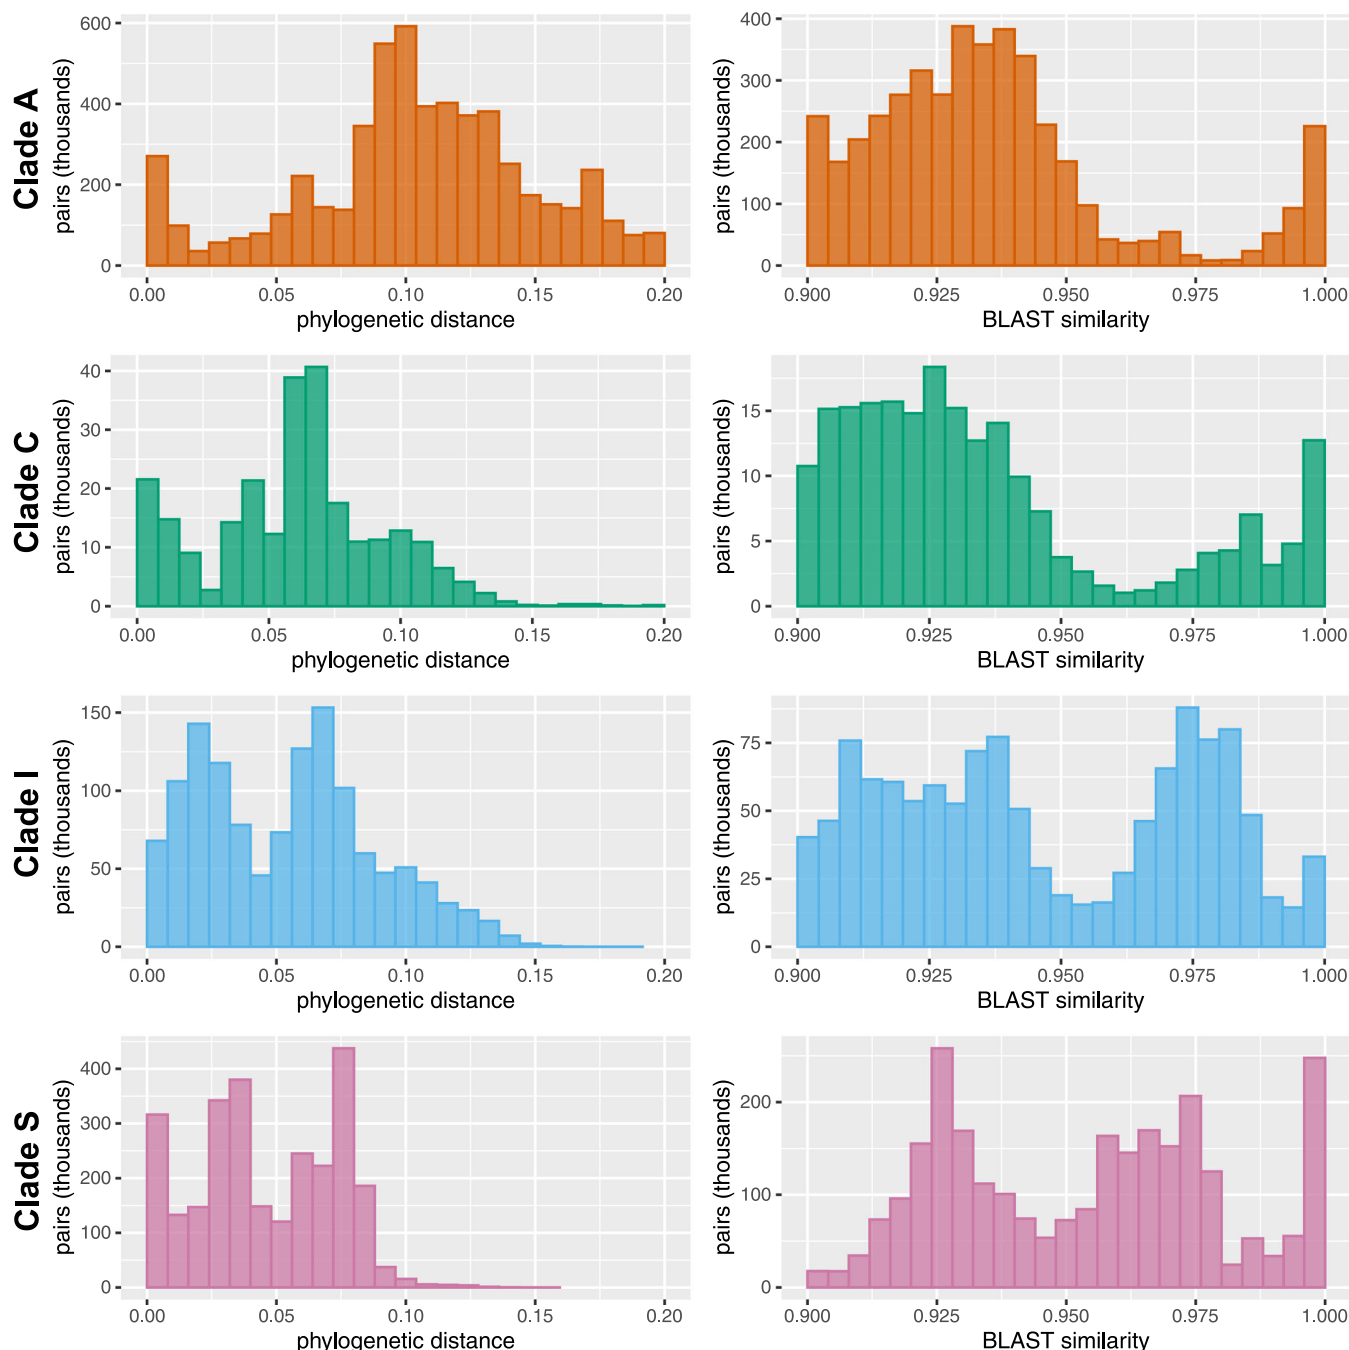 Clade A
pairs (thousands)
600
400
200
0
0.00 0.05 0.10 0.15 0.20
phylogenetic distance
pairs (thousands)
400
300
200
100
0
0.900 0.925 0.950 0.975 1.000
BLAST similarity
Clade C
pairs (thousands)
40
30
20
10
0
0.00 0.05 0.10 0.15 0.20
phylogenetic distance
pairs (thousands)
15
10
5
0
0.900 0.925 0.950 0.975 1.000
BLAST similarity
Clade I
pairs (thousands)
150
100
50
0
0.00 0.05 0.10 0.15 0.20
phylogenetic distance
pairs (thousands)
75
50
25
0
0.900 0.925 0.950 0.975 1.000
BLAST similarity
Clade S
pairs (thousands)
400
300
200
100
0
0.00 0.05 0.10 0.15 0.20
phylogenetic distance
pairs (thousands)
200
100
0
0.900 0.925 0.950 0.975 1.000
BLAST similarity